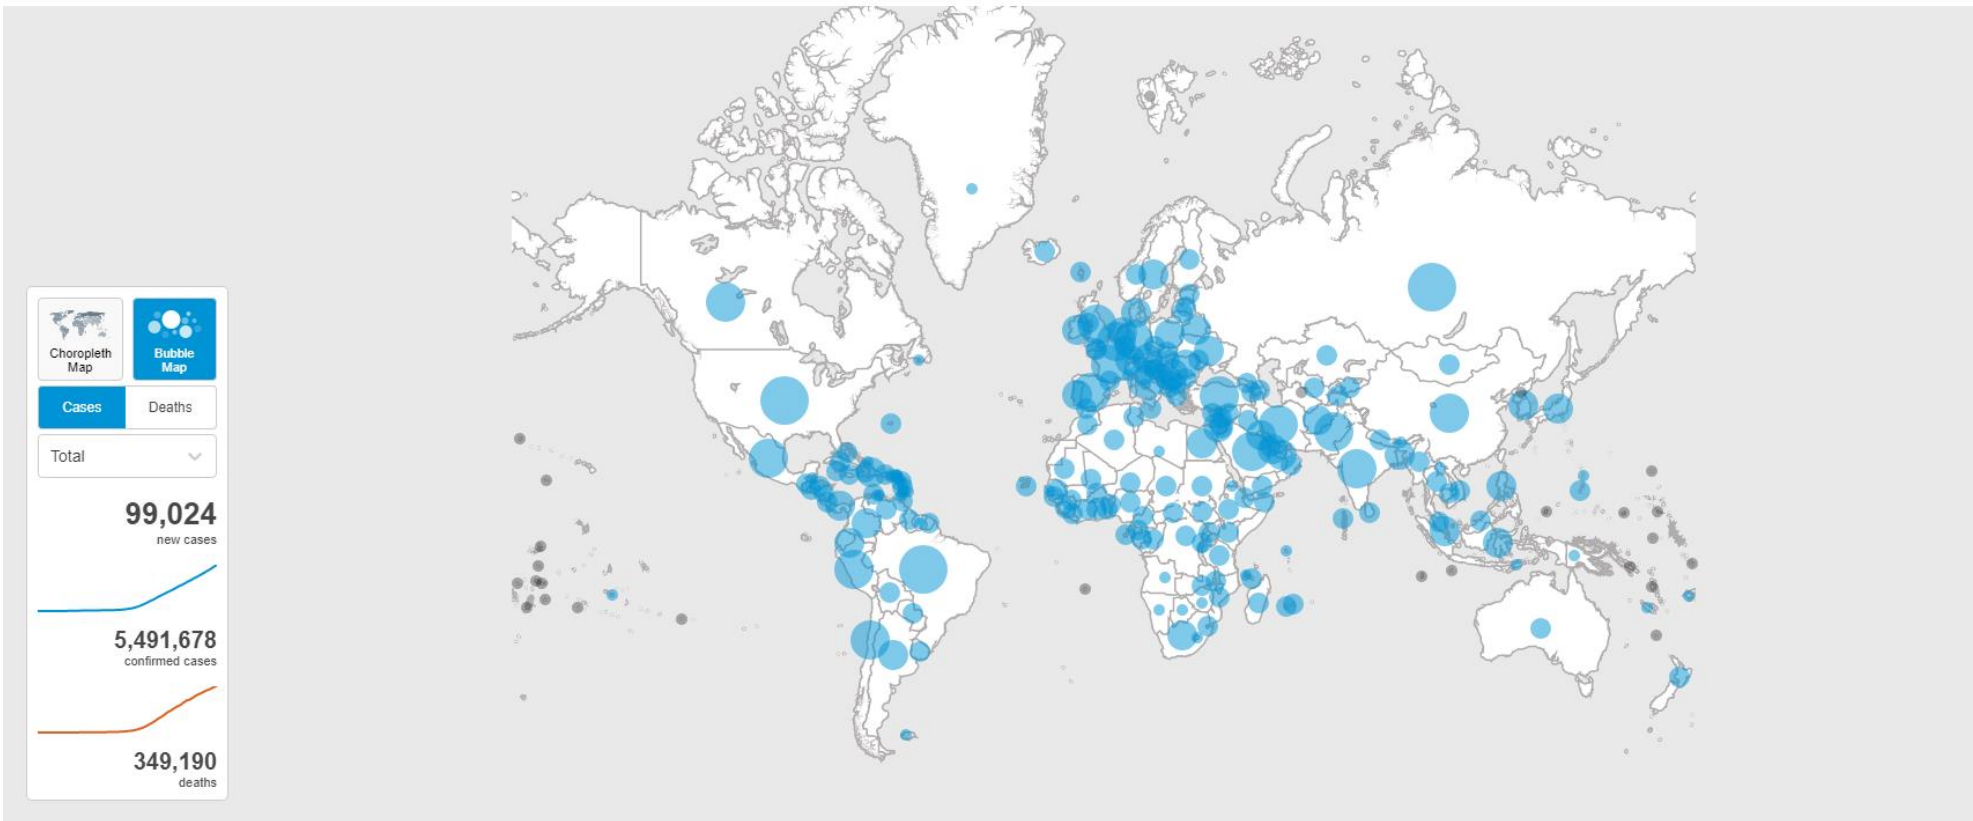 Choropleth
Map
Bubble
Map
Cases
Deaths
Total
99,024
new cases
5,491,678
confirmed cases
349,190
deaths